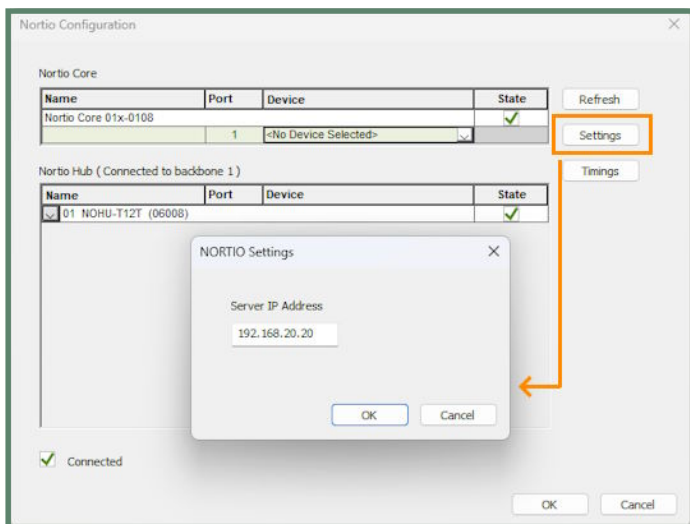 Nortio Configuration
Nortio Core
Name Port Device State
Nortio Core 01x-0108
1 <No Device Selected>
Refresh
Settings
Timings
Nortio Hub ( Connected to backbone 1 )
Name Port Device State
01 NOHU-T12T (06008)
NORTIO Settings
Server IP Address
192.168.20.20
OK Cancel
Connected
OK Cancel